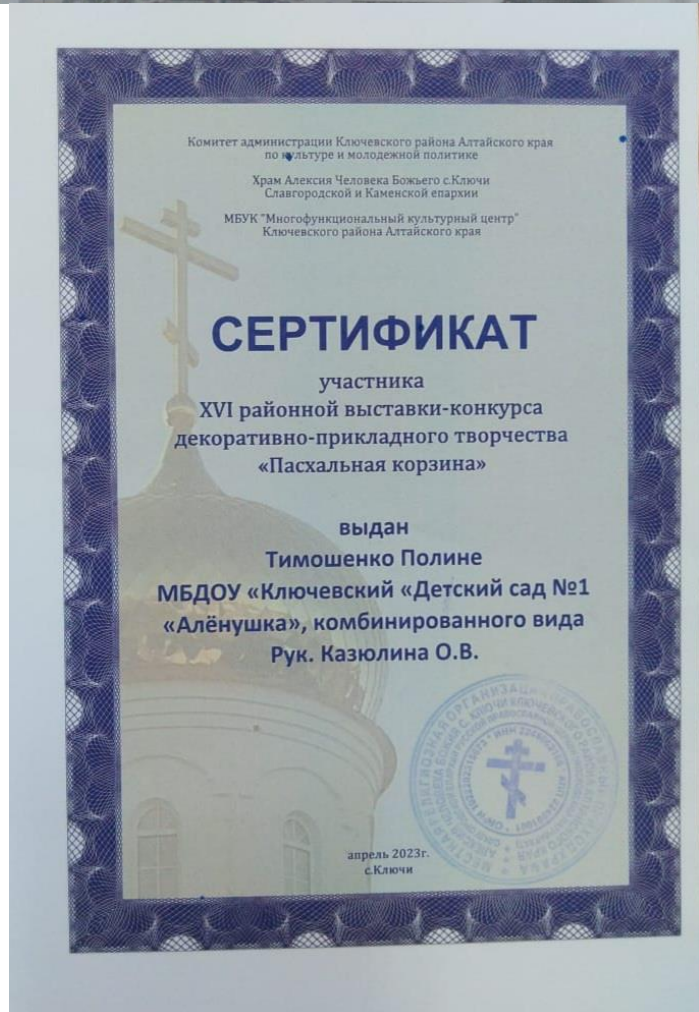 Комитет администрации Ключевского района Алтайского края
по культуре и молодежной политике
Храм Алексия Человека Божьего с.Ключи
Славгородской и Каменской епархии
МБУК "Многофункциональный культурный центр"
Ключевского района Алтайского края
СЕРТИФИКАТ
участника
XVI районной выставки-конкурса
декоративно-прикладного творчества
«Пасхальная корзина»
выдан
Тимошенко Полине
МБДОУ «Ключевский «Детский сад №1
«Алёнушка», комбинированного вида
Рук. Казюлина О.В.
апрель 2023г.
с.Ключи